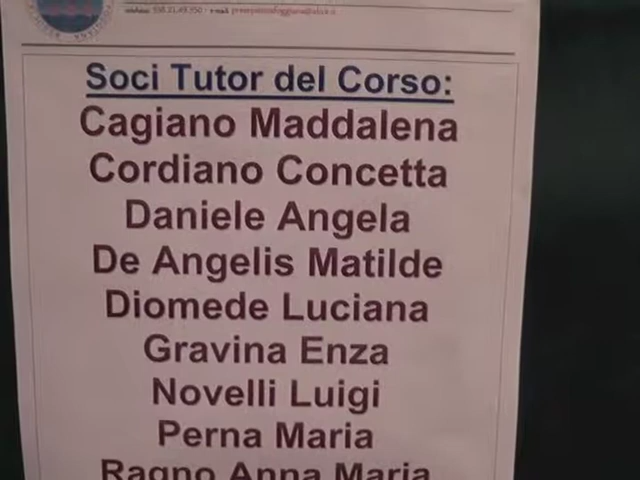 Soci Tutor del Corso:
Cagiano Maddalena
Cordiano Concetta
Daniele Angela
De Angelis Matilde
Diomede Luciana
Gravina Enza
Novelli Luigi
Perna Maria
Ragno Anna Maria